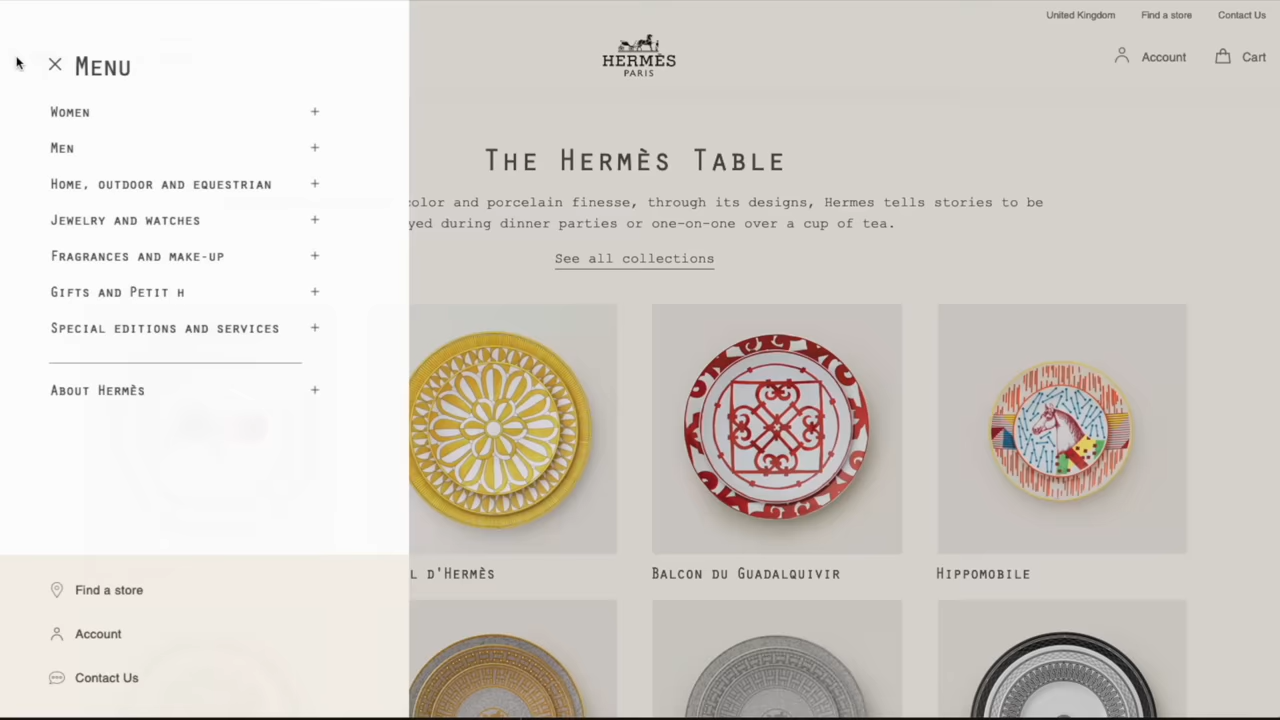 United Kingdom
Find a store
Contact Us
MENU
HERMÈS
PARIS
Account
Cart
WOMEN
MEN
HOME, OUTDOOR AND EQUESTRIAN
JEWELRY AND WATCHES
FRAGRANCES AND MAKE-UP
GIFTS AND PETIT H
SPECIAL EDITIONS AND SERVICES
ABOUT HERMÈS
Find a store
Account
Contact Us
THE HERMÈS TABLE
color and porcelain finesse, through its designs, Hermes tells stories to be
yed during dinner parties or one-on-one over a cup of tea.
See all collections
L D'HERMÈS
BALCON DU GUADALQUIVIR
HIPPOMOBILE